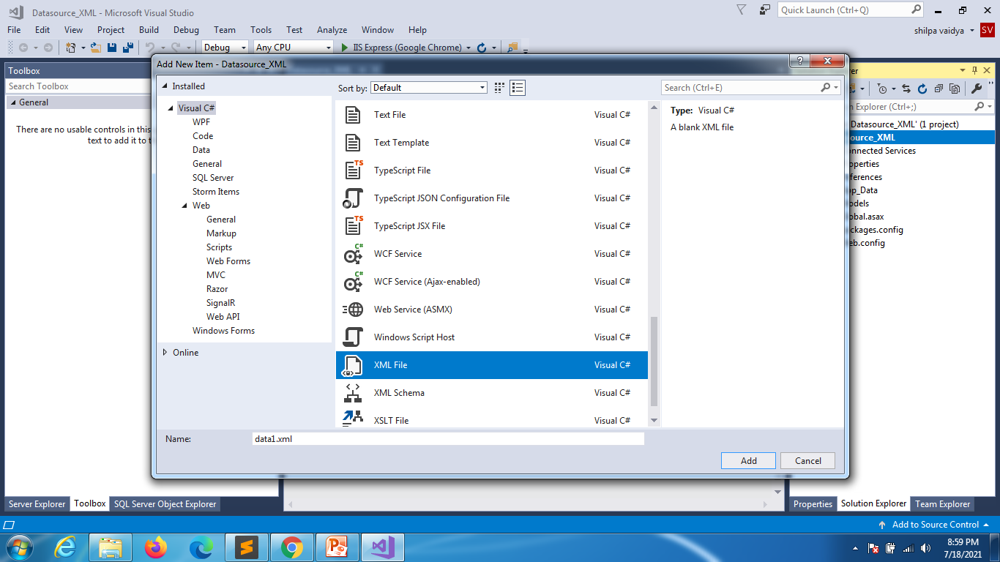 Datasource_XML - Microsoft Visual Studio
Quick Launch (Ctrl+Q)
File Edit View Project Build Debug Team Tools Test Analyze Window Help
shilpa vaidya SV
Debug Any CPU IIS Express (Google Chrome)
Toolbox
Search Toolbox
General
There are no usable controls in this
text to add it to t
Add New Item - Datasource_XML
Installed
Visual C#
WPF
Code
Data
General
SQL Server
Storm Items
Web
General
Markup
Scripts
Web Forms
MVC
Razor
SignalR
Web API
Windows Forms
Online
Sort by: Default
Search (Ctrl+E)
Text File Visual C#
Text Template Visual C#
TS
TypeScript File Visual C#
TypeScript JSON Configuration File Visual C#
TS
TypeScript JSX File Visual C#
C#
WCF Service Visual C#
C#
WCF Service (Ajax-enabled) Visual C#
Web Service (ASMX) Visual C#
Windows Script Host Visual C#
XML File Visual C#
XML Schema Visual C#
XSLT File Visual C#
Type: Visual C#
A blank XML file
Name: data1.xml
Add Cancel
rer
n Explorer (Ctrl+;)
Datasource_XML' (1 project)
ource_XML
nnected Services
operties
ferences
p_Data
odels
obal.asax
ckages.config
eb.config
Server Explorer Toolbox SQL Server Object Explorer
Properties Solution Explorer Team Explorer
Add to Source Control
8:59 PM
7/18/2021